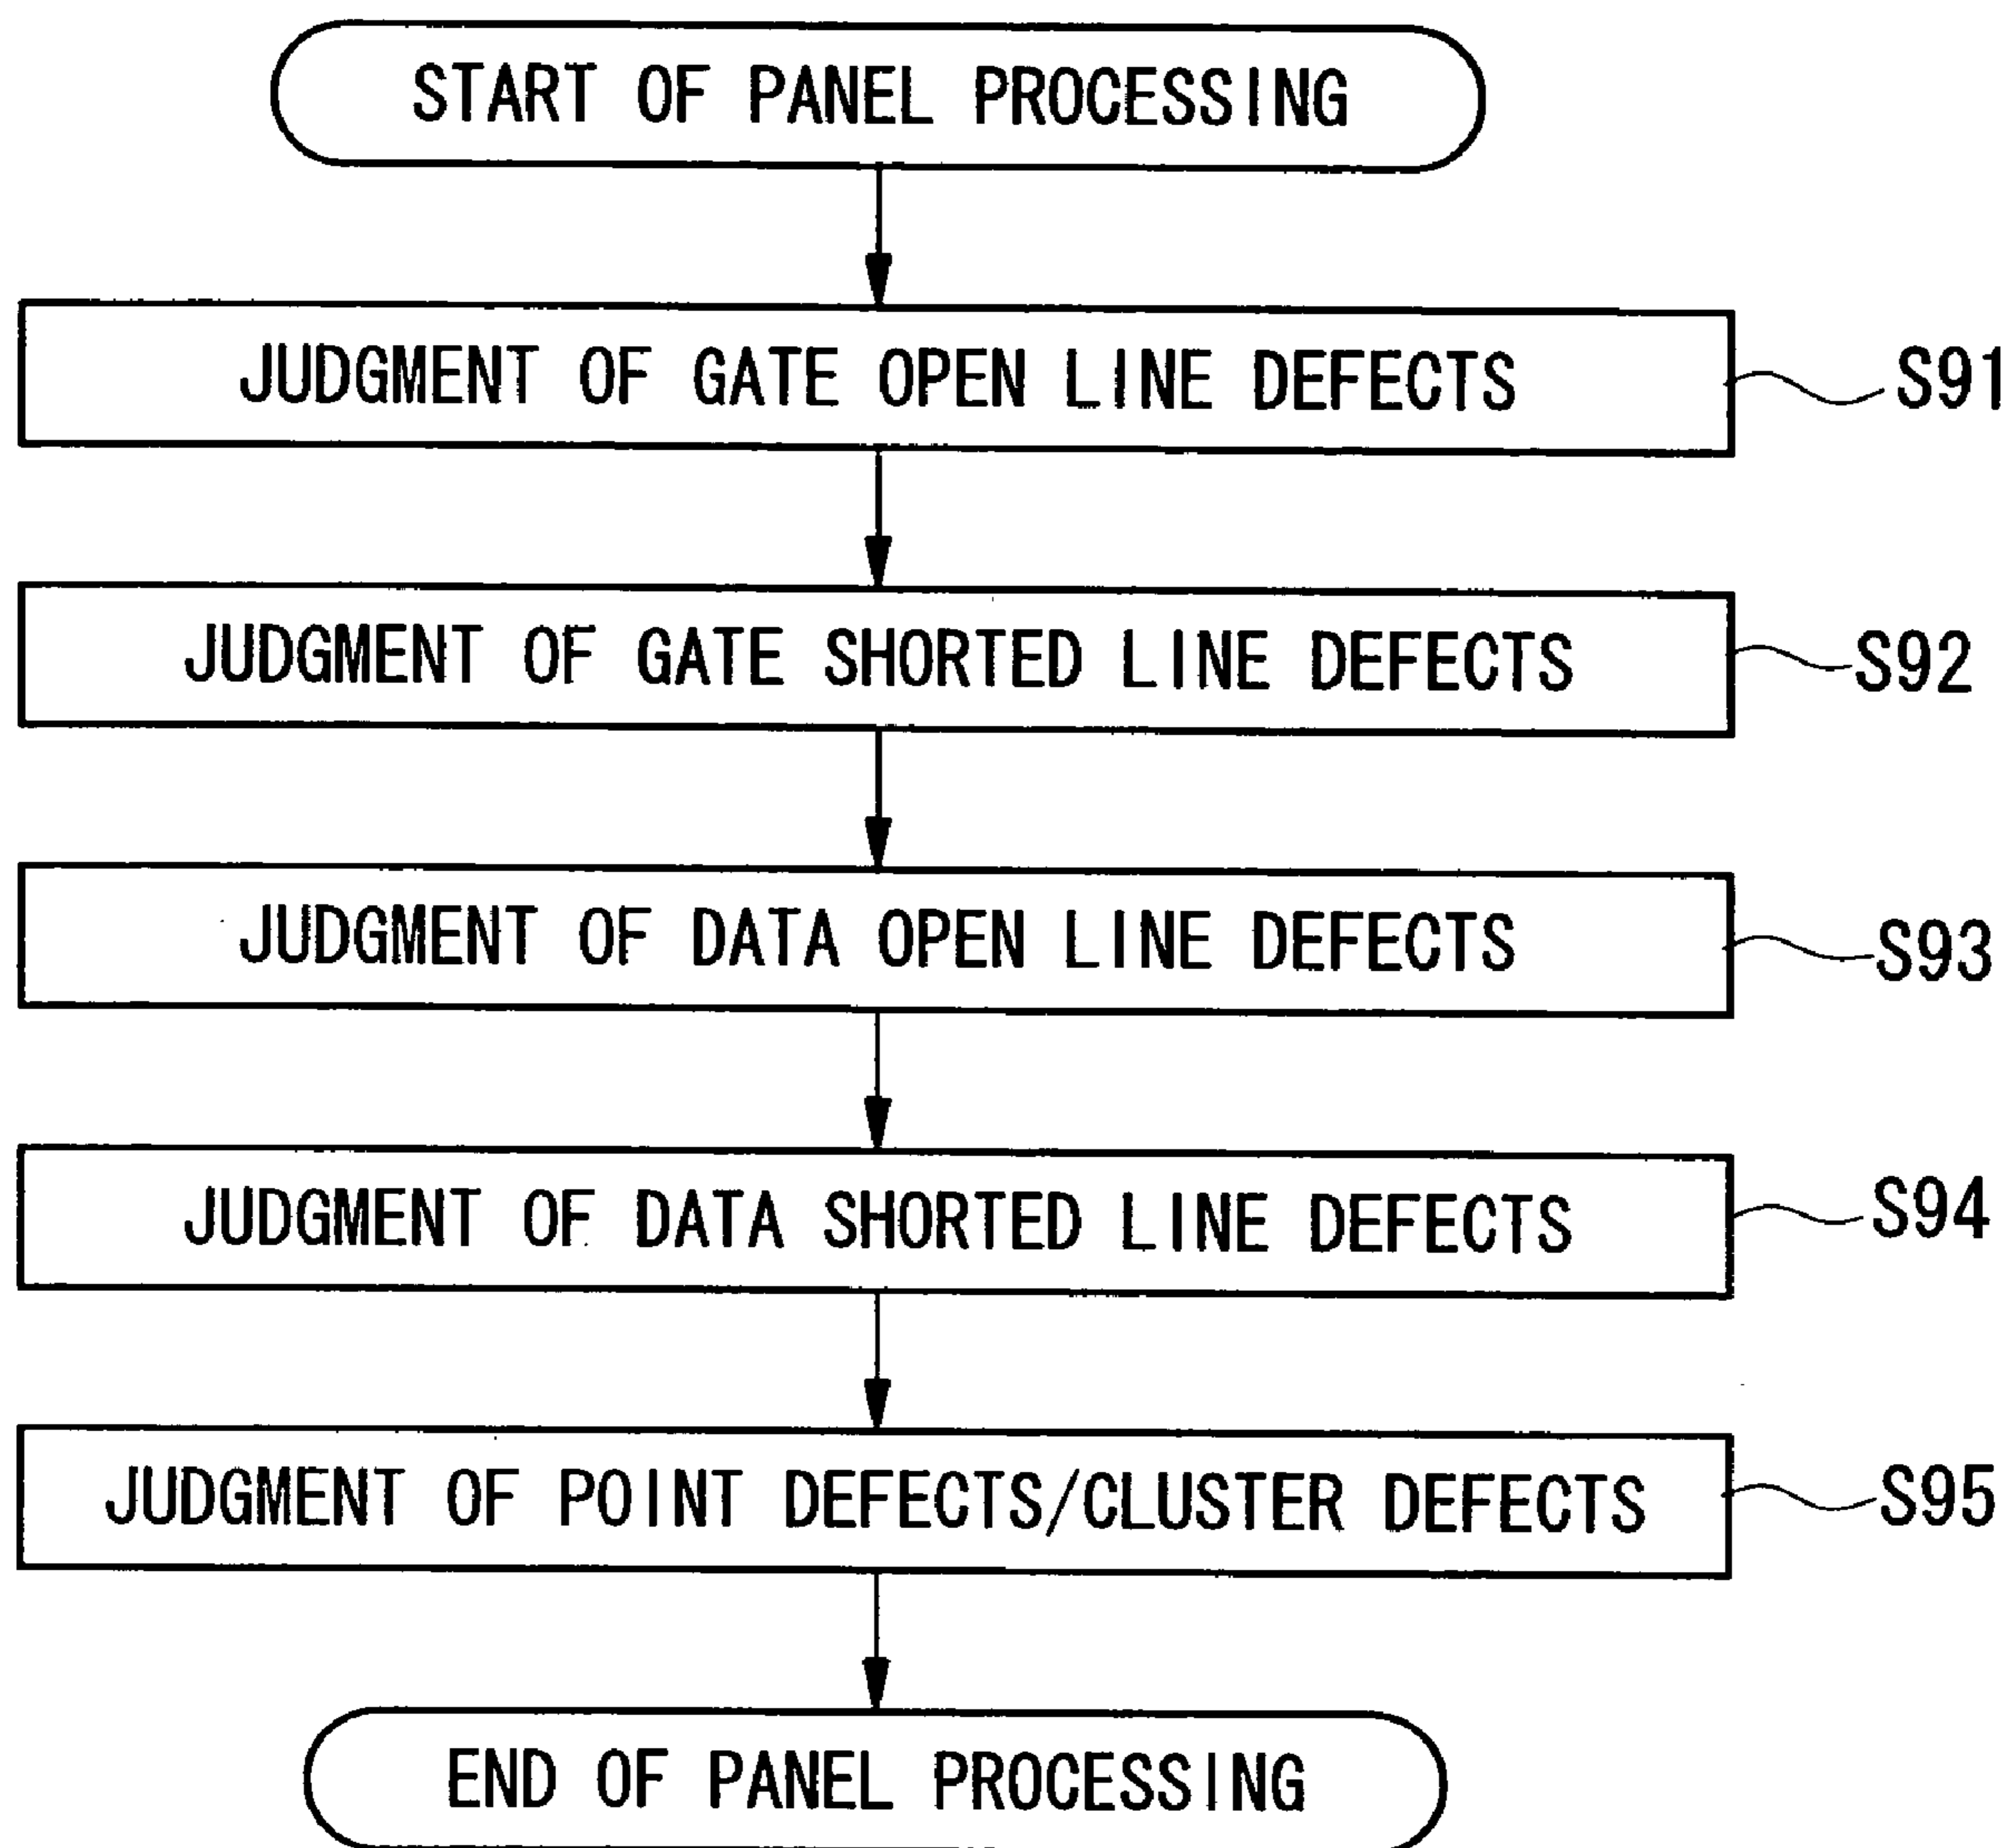 START OF PANEL PROCESSING
JUDGMENT OF GATE OPEN LINE DEFECTS
S91
JUDGMENT OF GATE SHORTED LINE DEFECTS
S92
JUDGMENT OF DATA OPEN LINE DEFECTS
S93
JUDGMENT OF DATA SHORTED LINE DEFECTS
S94
JUDGMENT OF POINT DEFECTS/CLUSTER DEFECTS
S95
END OF PANEL PROCESSING